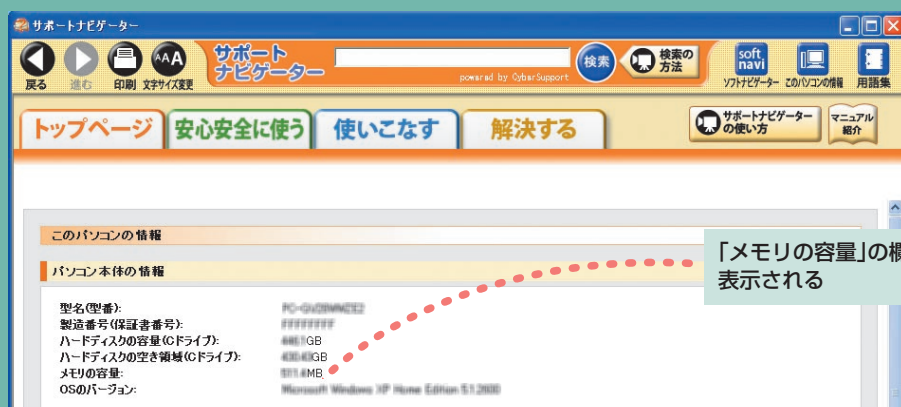 サポートナビゲーター
戻る
進む
印刷
AAA
文字サイズ変更
サポート
ナビゲーター
powered by CyberSupport
検索
検索の
方法
soft
navi
ソフトナビゲーター
このパソコンの情報
用語集
トップページ
安心安全に使う
使いこなす
解決する
サポートナビゲーター
の使い方
マニュアル
紹介
このパソコンの情報
パソコン本体の情報
「メモリの容量」の欄
表示される
型名(型番):
製造番号(保証書番号):
ハードディスクの容量(Cドライブ): GB
ハードディスクの空き領域(Cドライブ): GB
メモリの容量: MB
OSのバージョン: Microsoft Windows XP Home Edition 5.1.2600